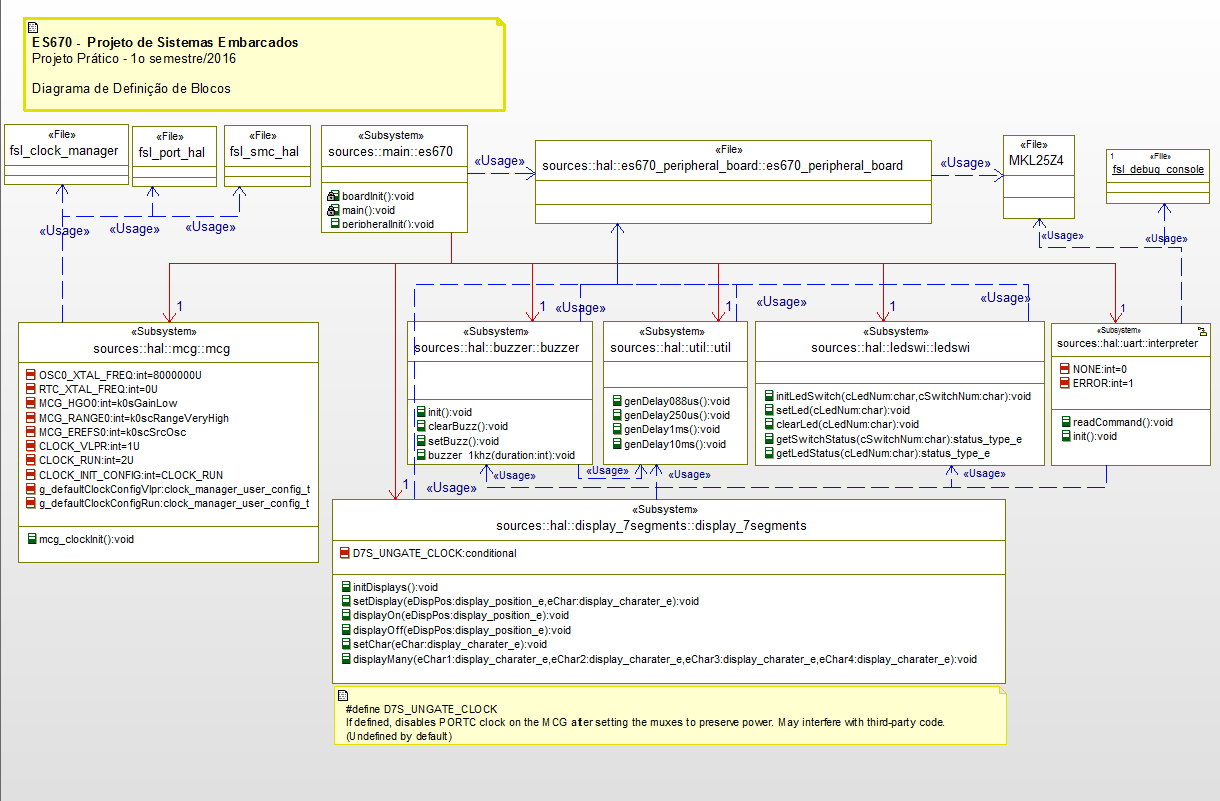 ES670 - Projeto de Sistemas Embarcados
Projeto Prático - 1o semestre/2016
Diagrama de Definição de Blocos
«File»
fsl_clock_manager
«File»
fsl_port_hal
«File»
fsl_smc_hal
«Subsystem»
sources::main::es670
boardInit():void
main():void
peripheralInit():void
«Usage»
«File»
sources::hal::es670_peripheral_board::es670_peripheral_board
«Usage»
«File»
MKL25Z4
1 «File»
fsl_debug_console
«Usage»
«Usage»
«Usage»
«Usage»
«Usage»
1
1
«Usage»
1
«Usage»
1
«Usage»
1
«Subsystem»
sources::hal::mcg::mcg
OSC0_XTAL_FREQ:int=8000000U
RTC_XTAL_FREQ:int=0U
MCG_HGO0:int=k0scGainLow
MCG_RANGE0:int=k0scRangeVeryHigh
MCG_EREFS0:int=k0scSrcOsc
CLOCK_VLPR:int=1U
CLOCK_RUN:int=2U
CLOCK_INIT_CONFIG:int=CLOCK_RUN
g_defaultClockConfigVlpr:clock_manager_user_config_t
g_defaultClockConfigRun:clock_manager_user_config_t
mcg_clockInit():void
«Subsystem»
sources::hal::buzzer::buzzer
init():void
clearBuzz():void
setBuzz():void
buzzer_1khz(duration:int):void
«Subsystem»
sources::hal::util::util
genDelay088us():void
genDelay250us():void
genDelay1ms():void
genDelay10ms():void
«Subsystem»
sources::hal::ledswi::ledswi
initLedSwitch(cLedNum:char,cSwitchNum:char):void
setLed(cLedNum:char):void
clearLed(cLedNum:char):void
getSwitchStatus(cSwitchNum:char):status_type_e
getLedStatus(cLedNum:char):status_type_e
«Subsystem»
sources::hal::uart::interpreter
NONE:int=0
ERROR:int=1
readCommand():void
init():void
1
«Usage»
«Usage»
«Usage»
«Usage»
«Usage»
«Subsystem»
sources::hal::display_7segments::display_7segments
D7S_UNGATE_CLOCK:conditional
initDisplays():void
setDisplay(eDispPos:display_position_e,eChar:display_charater_e):void
displayOn(eDispPos:display_position_e):void
displayOff(eDispPos:display_position_e):void
setChar(eChar:display_charater_e):void
displayMany(eChar1:display_charater_e,eChar2:display_charater_e,eChar3:display_charater_e,eChar4:display_charater_e):void
#define D7S_UNGATE_CLOCK
If defined, disables PORTC clock on the MCG after setting the muxes to preserve power. May interfere with third-party code.
(Undefined by default)